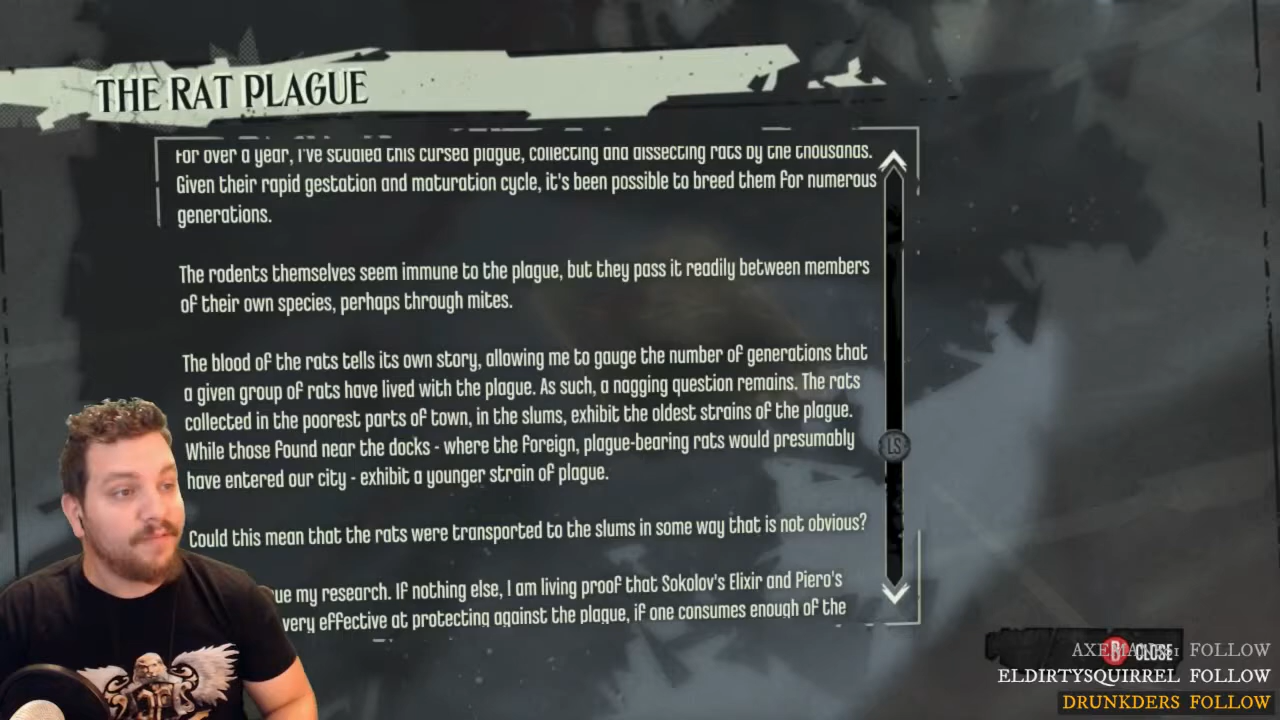 THE RAT PLAGUE
For over a year, I've studied this cursed plague, collecting and dissecting rats by the thousands.
Given their rapid gestation and maturation cycle, it's been possible to breed them for numerous
generations.
The rodents themselves seem immune to the plague, but they pass it readily between members
of their own species, perhaps through mites.
The blood of the rats tells its own story, allowing me to gauge the number of generations that
a given group of rats have lived with the plague. As such, a nagging question remains. The rats
collected in the poorest parts of town, in the slums, exhibit the oldest strains of the plague.
While those found near the docks - where the foreign, plague-bearing rats would presumably
have entered our city - exhibit a younger strain of plague.
LS
Could this mean that the rats were transported to the slums in some way that is not obvious?
ue my research. If nothing else, I am living proof that Sokolov's Elixir and Piero's
very effective at protecting against the plague, if one consumes enough of the
B CLOSE
FOLLOW
ELDIRTYSQUIRREL FOLLOW
DRUNKDERS FOLLOW